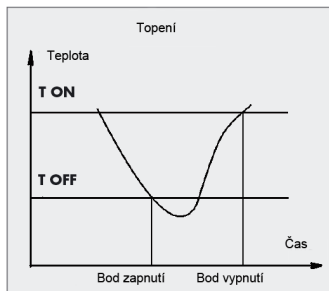 Topení
Teplota
T ON
T OFF
Čas
Bod zapnutí Bod vypnutí